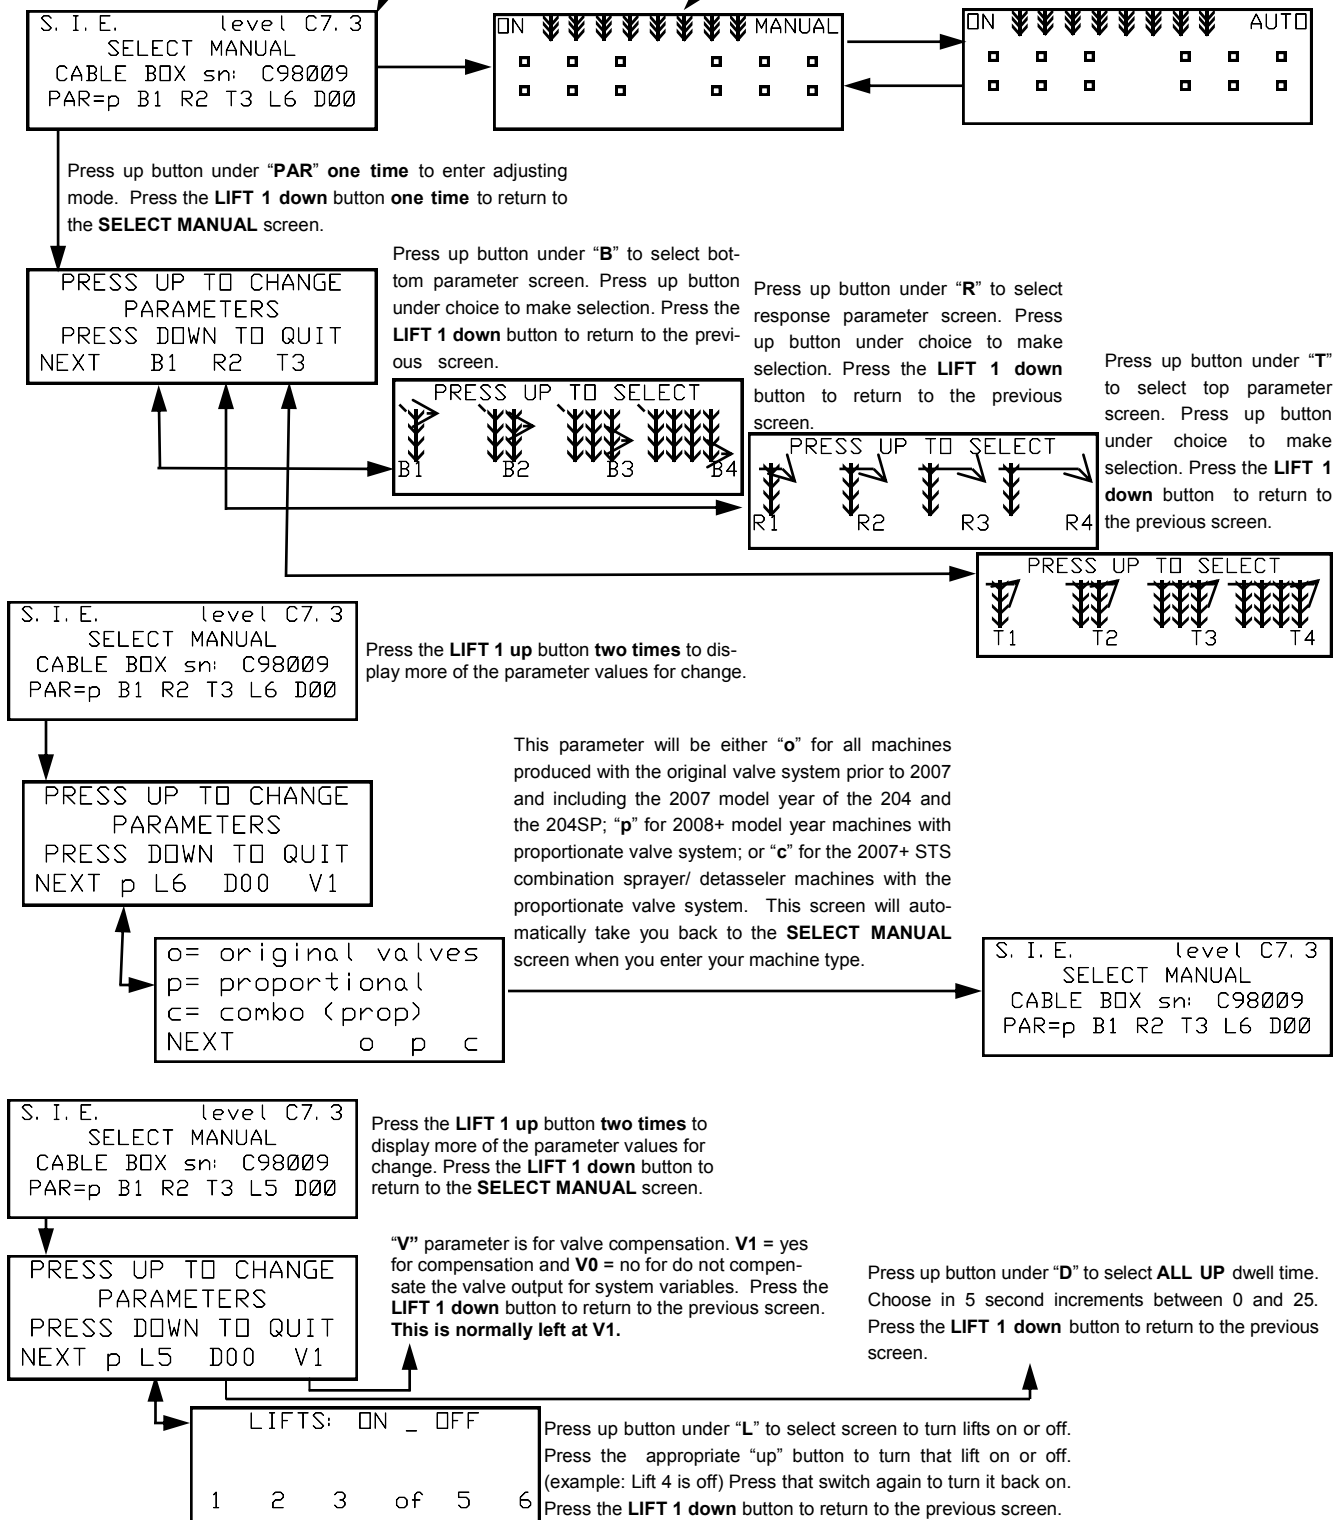 S. I. E. level C7. 3
SELECT MANUAL
CABLE BOX sn: C98009
PAR=p B1 R2 T3 L6 D00
ON MANUAL
ON AUTO
Press up button under “PAR” one time to enter adjusting
mode. Press the LIFT 1 down button one time to return to
the SELECT MANUAL screen.
PRESS UP TO CHANGE
PARAMETERS
PRESS DOWN TO QUIT
NEXT B1 R2 T3
Press up button under “B” to select bot-
tom parameter screen. Press up button
under choice to make selection. Press the
LIFT 1 down button to return to the previ-
ous screen.
PRESS UP TO SELECT
B1 B2 B3 B4
Press up button under “R” to select
response parameter screen. Press
up button under choice to make
selection. Press the LIFT 1 down
button to return to the previous
screen.
PRESS UP TO SELECT
R1 R2 R3 R4
Press up button under “T”
to select top parameter
screen. Press up button
under choice to make
selection. Press the LIFT 1
down button to return to
the previous screen.
PRESS UP TO SELECT
T1 T2 T3 T4
S. I. E. level C7. 3
SELECT MANUAL
CABLE BOX sn: C98009
PAR=p B1 R2 T3 L6 D00
Press the LIFT 1 up button two times to dis-
play more of the parameter values for change.
PRESS UP TO CHANGE
PARAMETERS
PRESS DOWN TO QUIT
NEXT p L6 D00 V1
This parameter will be either “o” for all machines
produced with the original valve system prior to 2007
and including the 2007 model year of the 204 and
the 204SP; “p” for 2008+ model year machines with
proportionate valve system; or “c” for the 2007+ STS
combination sprayer/ detasseler machines with the
proportionate valve system. This screen will auto-
matically take you back to the SELECT MANUAL
screen when you enter your machine type.
o= original valves
p= proportional
c= combo (prop)
NEXT o p c
S. I. E. level C7. 3
SELECT MANUAL
CABLE BOX sn: C98009
PAR=p B1 R2 T3 L6 D00
S. I. E. level C7. 3
SELECT MANUAL
CABLE BOX sn: C98009
PAR=p B1 R2 T3 L5 D00
Press the LIFT 1 up button two times to
display more of the parameter values for
change. Press the LIFT 1 down button to
return to the SELECT MANUAL screen.
PRESS UP TO CHANGE
PARAMETERS
PRESS DOWN TO QUIT
NEXT p L5 D00 V1
“V” parameter is for valve compensation. V1 = yes
for compensation and V0 = no for do not compen-
sate the valve output for system variables. Press the
LIFT 1 down button to return to the previous screen.
This is normally left at V1.
Press up button under “D” to select ALL UP dwell time.
Choose in 5 second increments between 0 and 25.
Press the LIFT 1 down button to return to the previous
screen.
LIFTS: ON _ OFF
1 2 3 of 5 6
Press up button under “L” to select screen to turn lifts on or off.
Press the appropriate “up” button to turn that lift on or off.
(example: Lift 4 is off) Press that switch again to turn it back on.
Press the LIFT 1 down button to return to the previous screen.